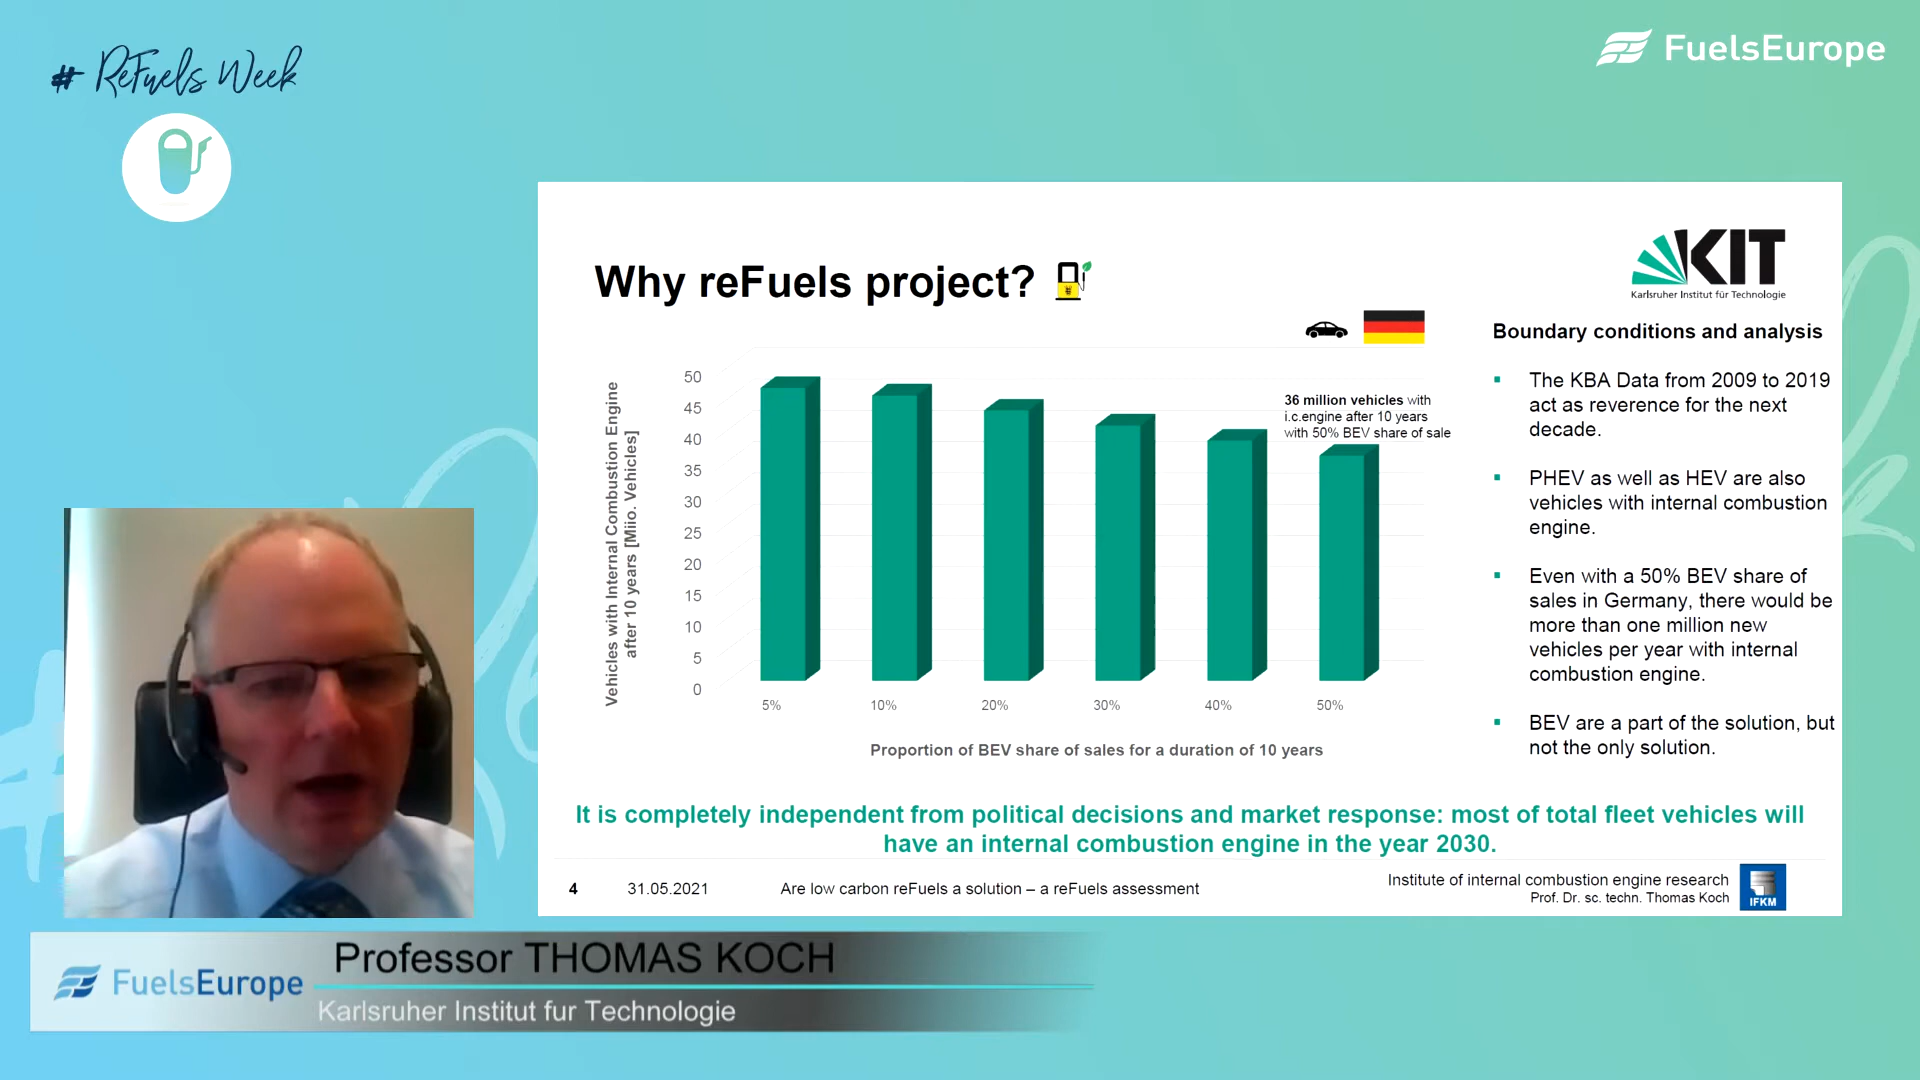 # ReFuels Week
FuelsEurope
KIT
Karlsruher Institut für Technologie
Why reFuels project?
Boundary conditions and analysis
▪ The KBA Data from 2009 to 2019
act as reverence for the next
decade.
▪ PHEV as well as HEV are also
vehicles with internal combustion
engine.
▪ Even with a 50% BEV share of
sales in Germany, there would be
more than one million new
vehicles per year with internal
combustion engine.
▪ BEV are a part of the solution, but
not the only solution.
Vehicles with Internal Combustion Engine
after 10 years [Miio. Vehicles]
50
45
40
35
30
25
20
15
10
5
0
36 million vehicles with
i.c.engine after 10 years
with 50% BEV share of sale
5% 10% 20% 30% 40% 50%
Proportion of BEV share of sales for a duration of 10 years
It is completely independent from political decisions and market response: most of total fleet vehicles will
have an internal combustion engine in the year 2030.
4 31.05.2021 Are low carbon reFuels a solution – a reFuels assessment
Institute of internal combustion engine research
Prof. Dr. sc. techn. Thomas Koch
IFKM
FuelsEurope
Professor THOMAS KOCH
Karlsruher Institut fur Technologie